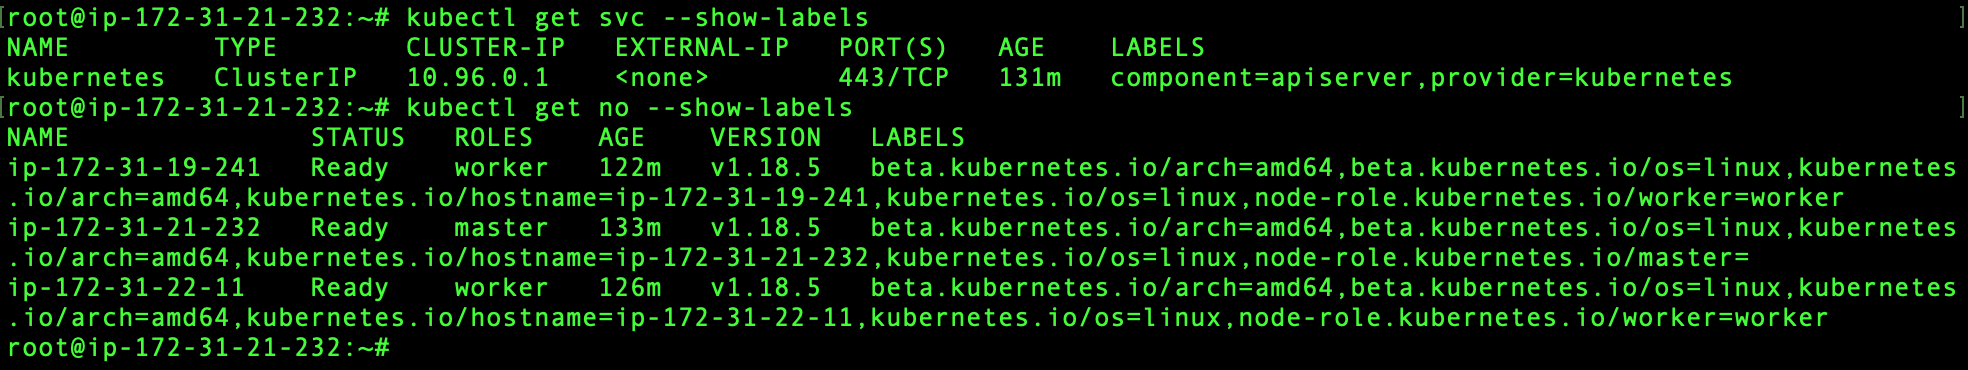 [root@ip-172-31-21-232:~# kubectl get svc --show-labels ]
NAME         TYPE        CLUSTER-IP   EXTERNAL-IP   PORT(S)   AGE    LABELS
kubernetes   ClusterIP   10.96.0.1    <none>        443/TCP   131m   component=apiserver,provider=kubernetes
[root@ip-172-31-21-232:~# kubectl get no --show-labels ]
NAME               STATUS   ROLES    AGE    VERSION   LABELS
ip-172-31-19-241   Ready    worker   122m   v1.18.5   beta.kubernetes.io/arch=amd64,beta.kubernetes.io/os=linux,kubernetes
.io/arch=amd64,kubernetes.io/hostname=ip-172-31-19-241,kubernetes.io/os=linux,node-role.kubernetes.io/worker=worker
ip-172-31-21-232   Ready    master   133m   v1.18.5   beta.kubernetes.io/arch=amd64,beta.kubernetes.io/os=linux,kubernetes
.io/arch=amd64,kubernetes.io/hostname=ip-172-31-21-232,kubernetes.io/os=linux,node-role.kubernetes.io/master=
ip-172-31-22-11    Ready    worker   126m   v1.18.5   beta.kubernetes.io/arch=amd64,beta.kubernetes.io/os=linux,kubernetes
.io/arch=amd64,kubernetes.io/hostname=ip-172-31-22-11,kubernetes.io/os=linux,node-role.kubernetes.io/worker=worker
root@ip-172-31-21-232:~#